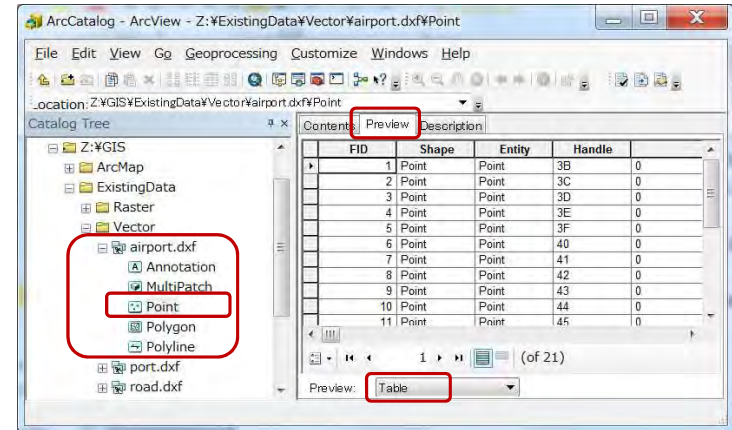 ArcCatalog - ArcView - Z:¥ExistingData¥Vector¥airport.dxf¥Point
File Edit View Go Geoprocessing Customize Windows Help
Location: Z:¥GIS¥ExistingData¥Vector¥airport.dxf¥Point
Catalog Tree
Z:¥GIS
ArcMap
ExistingData
Raster
Vector
airport.dxf
Annotation
MultiPatch
Point
Polygon
Polyline
port.dxf
road.dxf
Contents Preview Description
FID Shape Entity Handle
1 Point Point 3B 0
2 Point Point 3C 0
3 Point Point 3D 0
4 Point Point 3E 0
5 Point Point 3F 0
6 Point Point 40 0
7 Point Point 41 0
8 Point Point 42 0
9 Point Point 43 0
10 Point Point 44 0
11 Point Point 45 0
1 (of 21)
Preview: Table